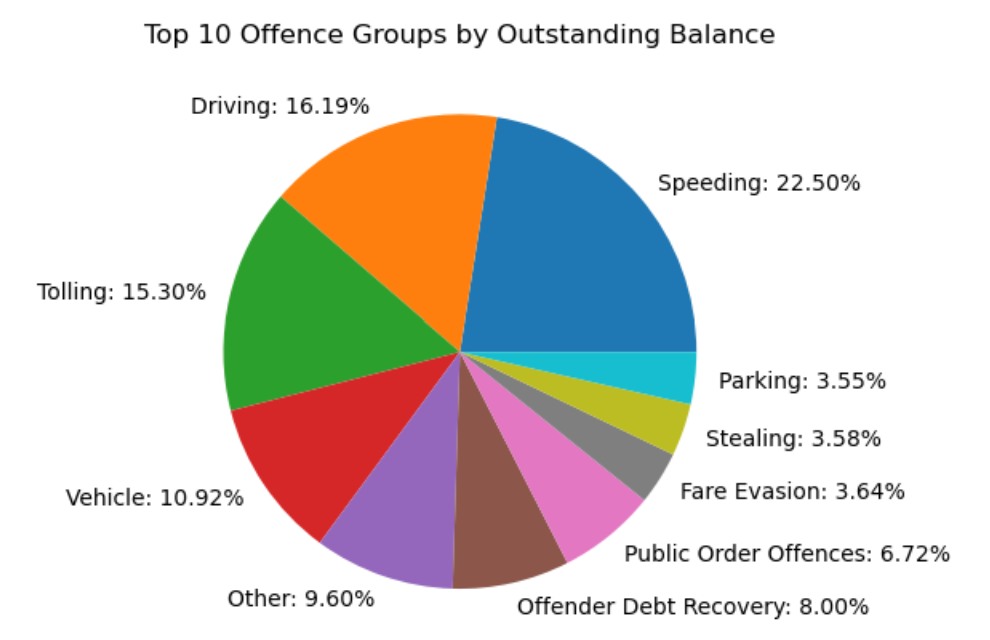 Top 10 Offence Groups by Outstanding Balance
Driving: 16.19%
Speeding: 22.50%
Tolling: 15.30%
Parking: 3.55%
Stealing: 3.58%
Fare Evasion: 3.64%
Vehicle: 10.92%
Public Order Offences: 6.72%
Other: 9.60%
Offender Debt Recovery: 8.00%